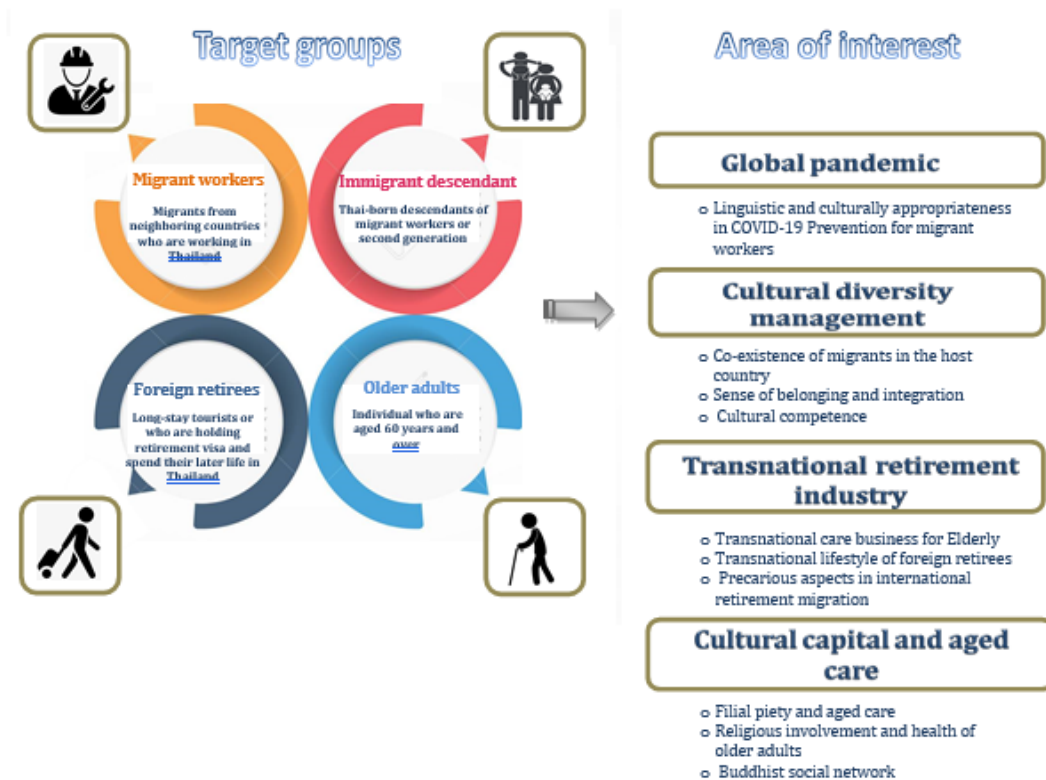 Target groups
Migrant workers
Migrants from
neighboring countries
who are working in
Thailand
Immigrant descendant
Thai-born descendants of
migrant workers or
second generation
Foreign retirees
Long-stay tourists or
who are holding
retirement visa and
spend their later life in
Thailand
Older adults
Individual who are
aged 60 years and
over
Area of interest
Global pandemic
o Linguistic and culturally appropriateness
in COVID-19 Prevention for migrant
workers
Cultural diversity
management
o Co-existence of migrants in the host
country
o Sense of belonging and integration
o Cultural competence
Transnational retirement
industry
o Transnational care business for Elderly
o Transnational lifestyle of foreign retirees
o Precarious aspects in international
retirement migration
Cultural capital and aged
care
o Filial piety and aged care
o Religious involvement and health of
older adults
o Buddhist social network